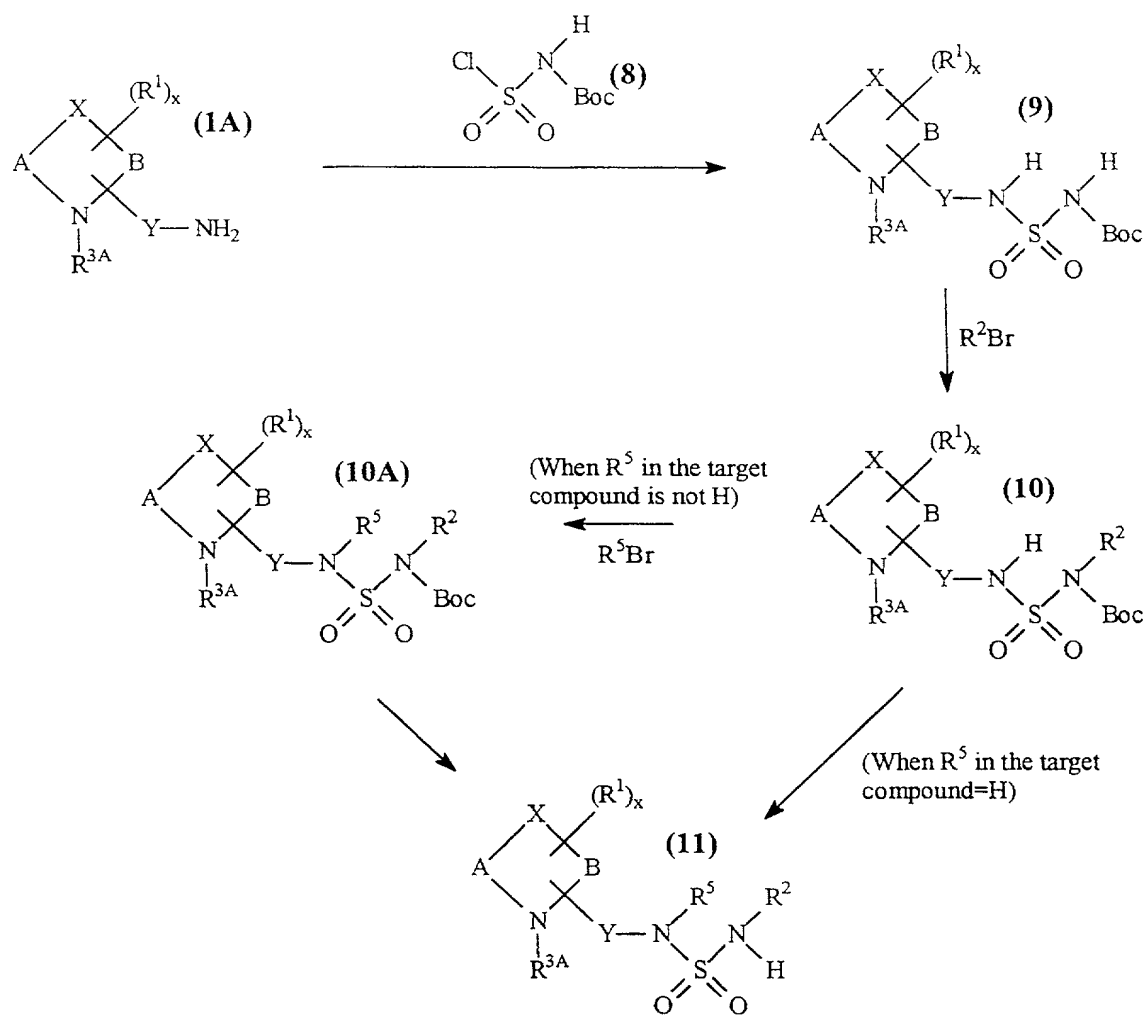 H
Cl N (8)
S Boc
O O
X (R¹)ₓ (1A)
A B
N Y—NH₂
R³ᴬ
X (R¹)ₓ (9)
A B H H
N Y—N N
R³ᴬ S Boc
O O
R²Br
X (R¹)ₓ (10A)
A B R⁵ R²
N Y—N N
R³ᴬ S Boc
O O
(When R⁵ in the target
compound is not H)
R⁵Br
X (R¹)ₓ (10)
A B H R²
N Y—N N
R³ᴬ S Boc
O O
(When R⁵ in the target
compound=H)
X (R¹)ₓ (11)
A B R⁵ R²
N Y—N N
R³ᴬ S H
O O